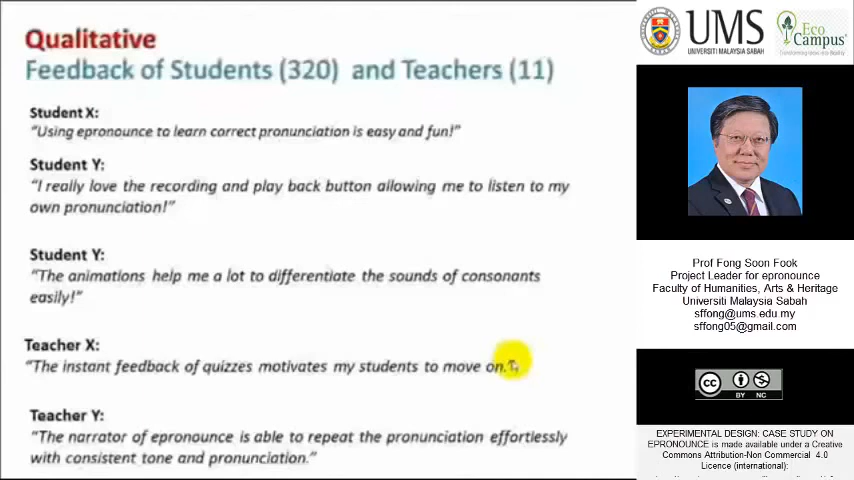 Qualitative
Feedback of Students (320) and Teachers (11)
Student X:
“Using epronounce to learn correct pronunciation is easy and fun!”
Student Y:
“I really love the recording and play back button allowing me to listen to my
own pronunciation!”
Student Y:
“The animations help me a lot to differentiate the sounds of consonants
easily!”
Teacher X:
“The instant feedback of quizzes motivates my students to move on.”
Teacher Y:
“The narrator of epronounce is able to repeat the pronunciation effortlessly
with consistent tone and pronunciation.”
UMS
UNIVERSITI MALAYSIA SABAH
Eco
Campus
Prof Fong Soon Fook
Project Leader for epronounce
Faculty of Humanities, Arts & Heritage
Universiti Malaysia Sabah
sffong@ums.edu.my
sffong05@gmail.com
cc
BY NC
EXPERIMENTAL DESIGN: CASE STUDY ON
EPRONOUNCE is made available under a Creative
Commons Attribution-Non Commercial 4.0
Licence (international):